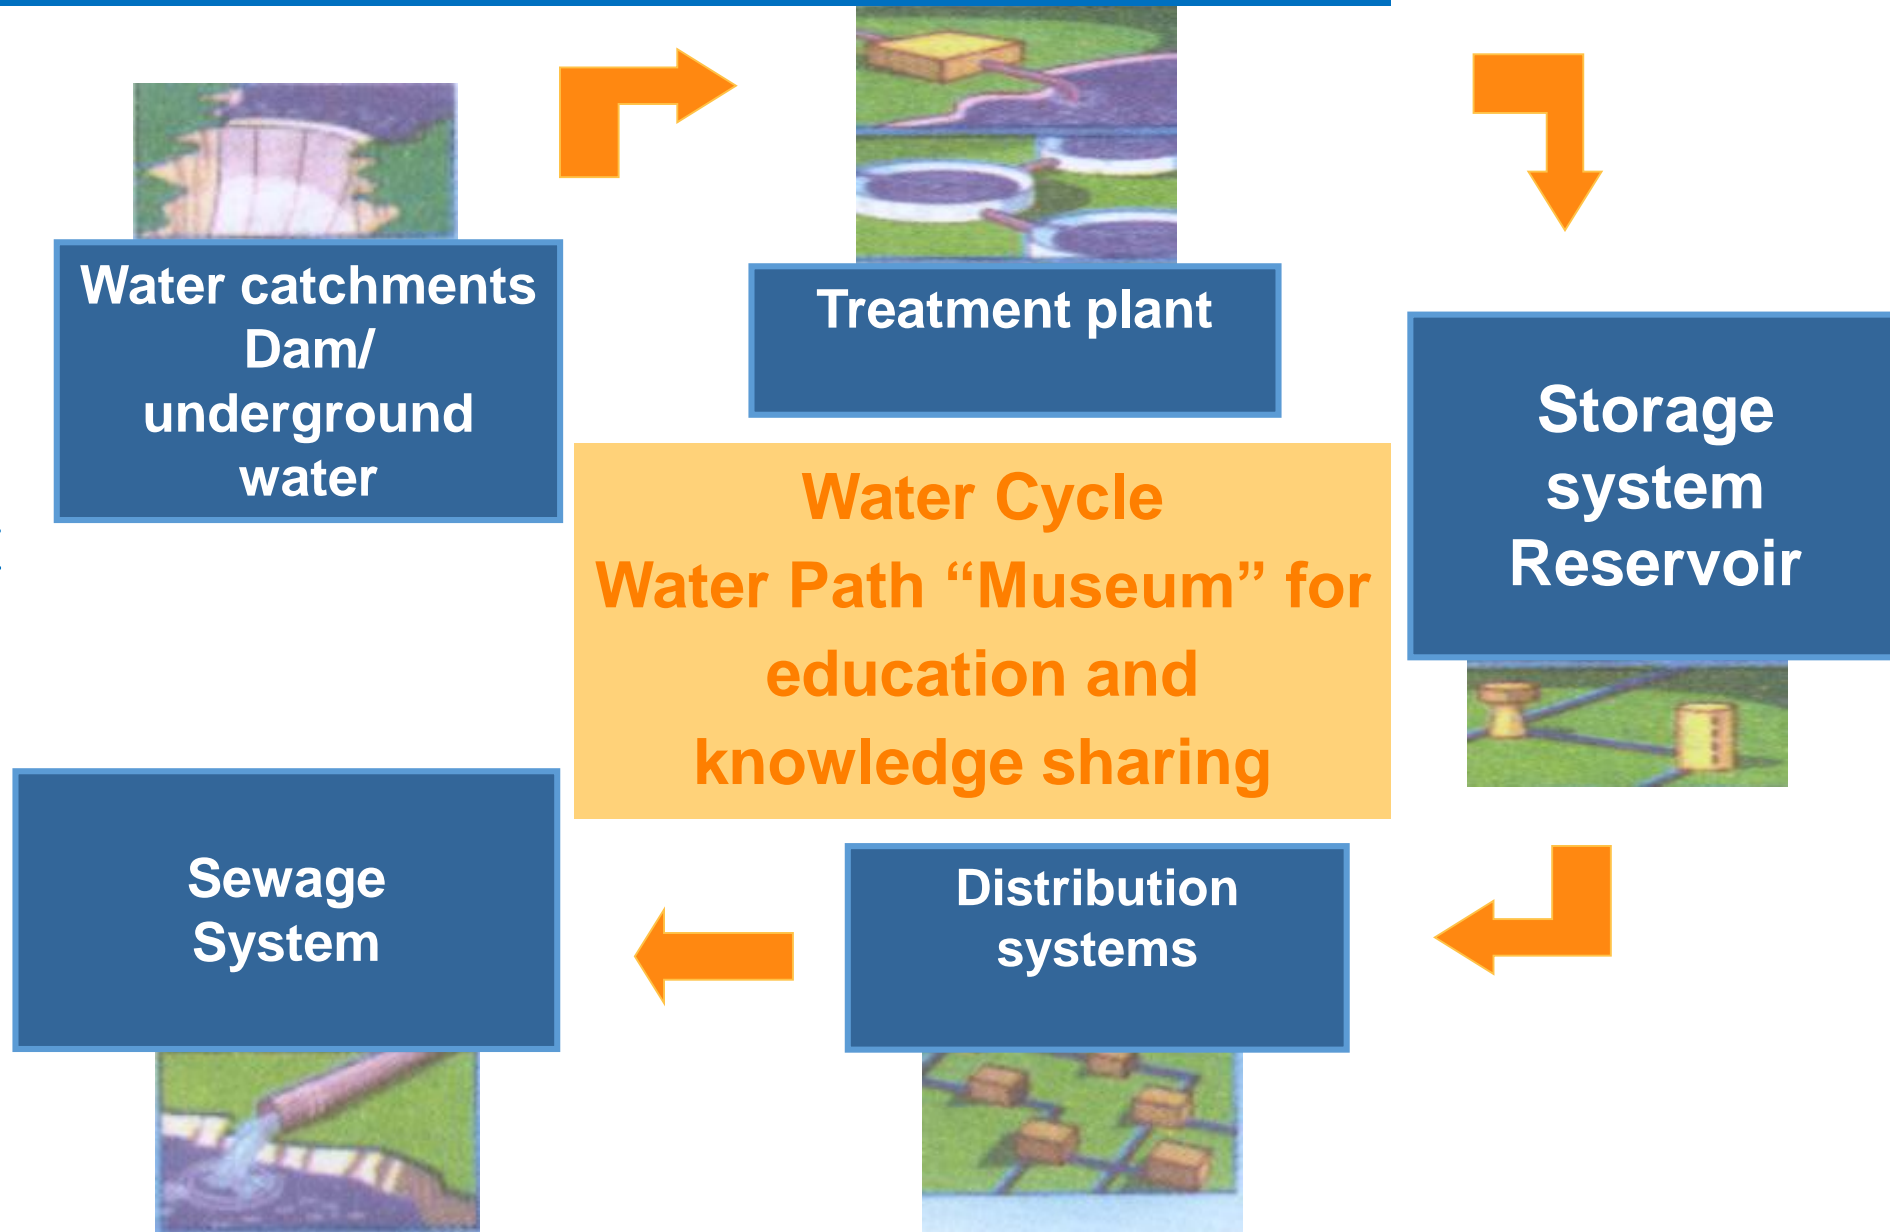 Water catchments
Dam/
underground
water
Treatment plant
Storage
system
Reservoir
Water Cycle
Water Path “Museum” for
education and
knowledge sharing
Sewage
System
Distribution
systems